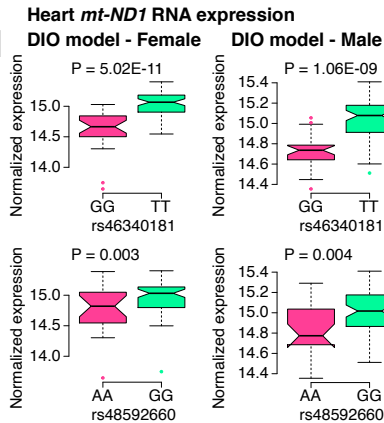 Heart mt-ND1 RNA expression
DIO model - Female
DIO model - Male
P = 5.02E-11
Normalized expression
15.0
14.5
14.0
GG TT
rs46340181
P = 1.06E-09
Normalized expression
15.4
15.2
15.0
14.8
14.6
14.4
GG TT
rs46340181
P = 0.003
Normalized expression
15.0
14.5
14.0
AA GG
rs48592660
P = 0.004
Normalized expression
15.4
15.2
15.0
14.8
14.6
14.4
AA GG
rs48592660